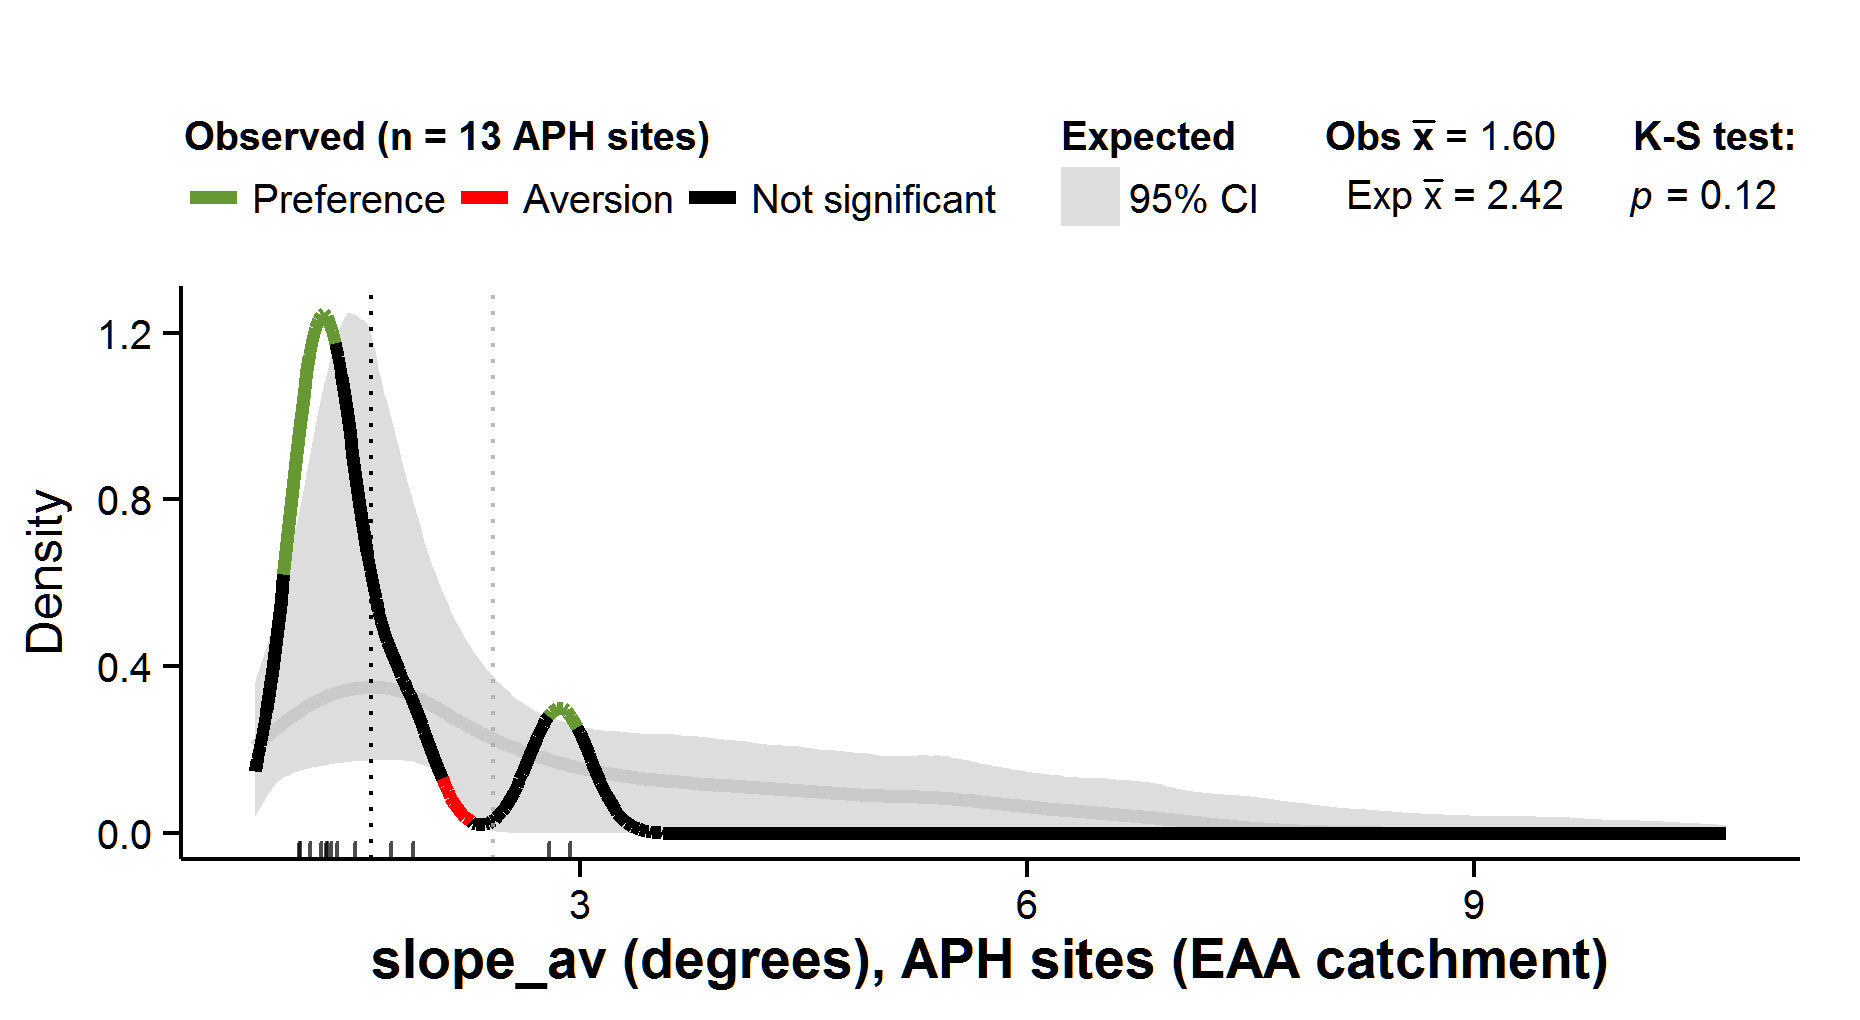 Observed (n = 13 APH sites) Expected Obs x̅ = 1.60 K-S test:
Preference Aversion Not significant 95% CI Exp x̅ = 2.42 p = 0.12
1.2
0.8
0.4
0.0
Density
3 6 9
slope_av (degrees), APH sites (EAA catchment)